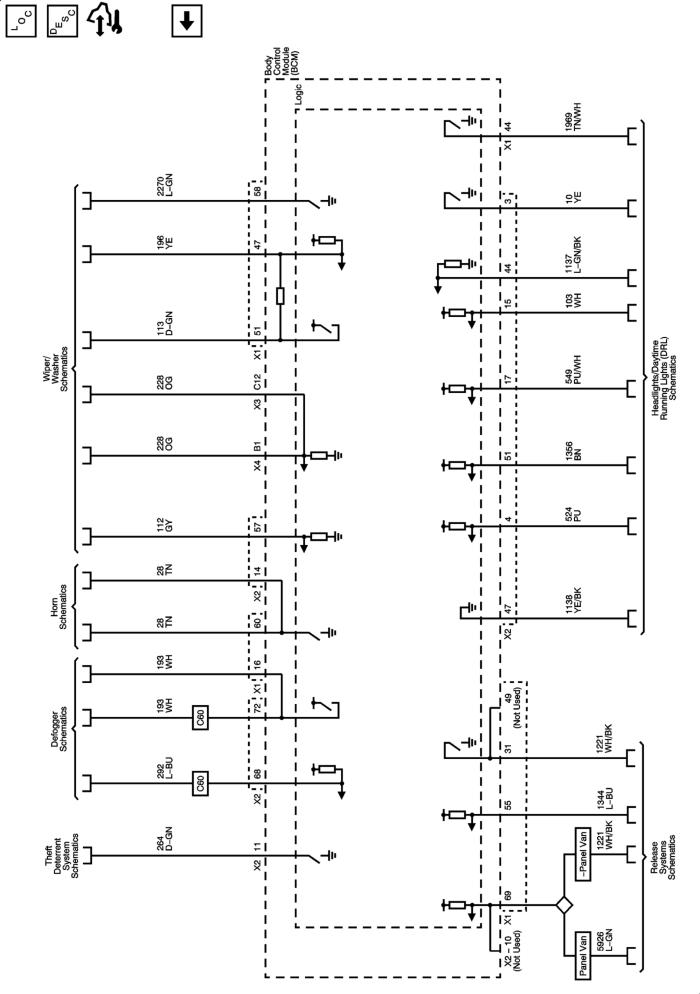 LOC
DESC
Body
Control
Module
(BCM)
Logic
Wiper/
Washer
Schematics
2270
L-GN
58
196
YE
47
113
D-GN
51
X1
228
OG
C12
X3
228
OG
B1
X4
112
GY
57
Horn
Schematics
28
TN
14
X2
28
TN
60
Defogger
Schematics
193
WH
16
X1
193
WH
C60
72
292
L-BU
C60
68
X2
Theft
Deterrent
System
Schematics
264
D-GN
11
X2
44
X1
1969
TN/WH
3
10
YE
44
1137
L-GN/BK
15
103
WH
17
549
PU/WH
51
1356
BN
4
524
PU
47
X2
1138
YE/BK
Headlights/Daytime
Running Lights (DRL)
Schematics
49
(Not Used)
31
1221
WH/BK
55
1344
L-BU
69
X1
X2 - 10
(Not Used)
~Panel Van
1221
WH/BK
Panel Van
5926
L-GN
Release
Systems
Schematics